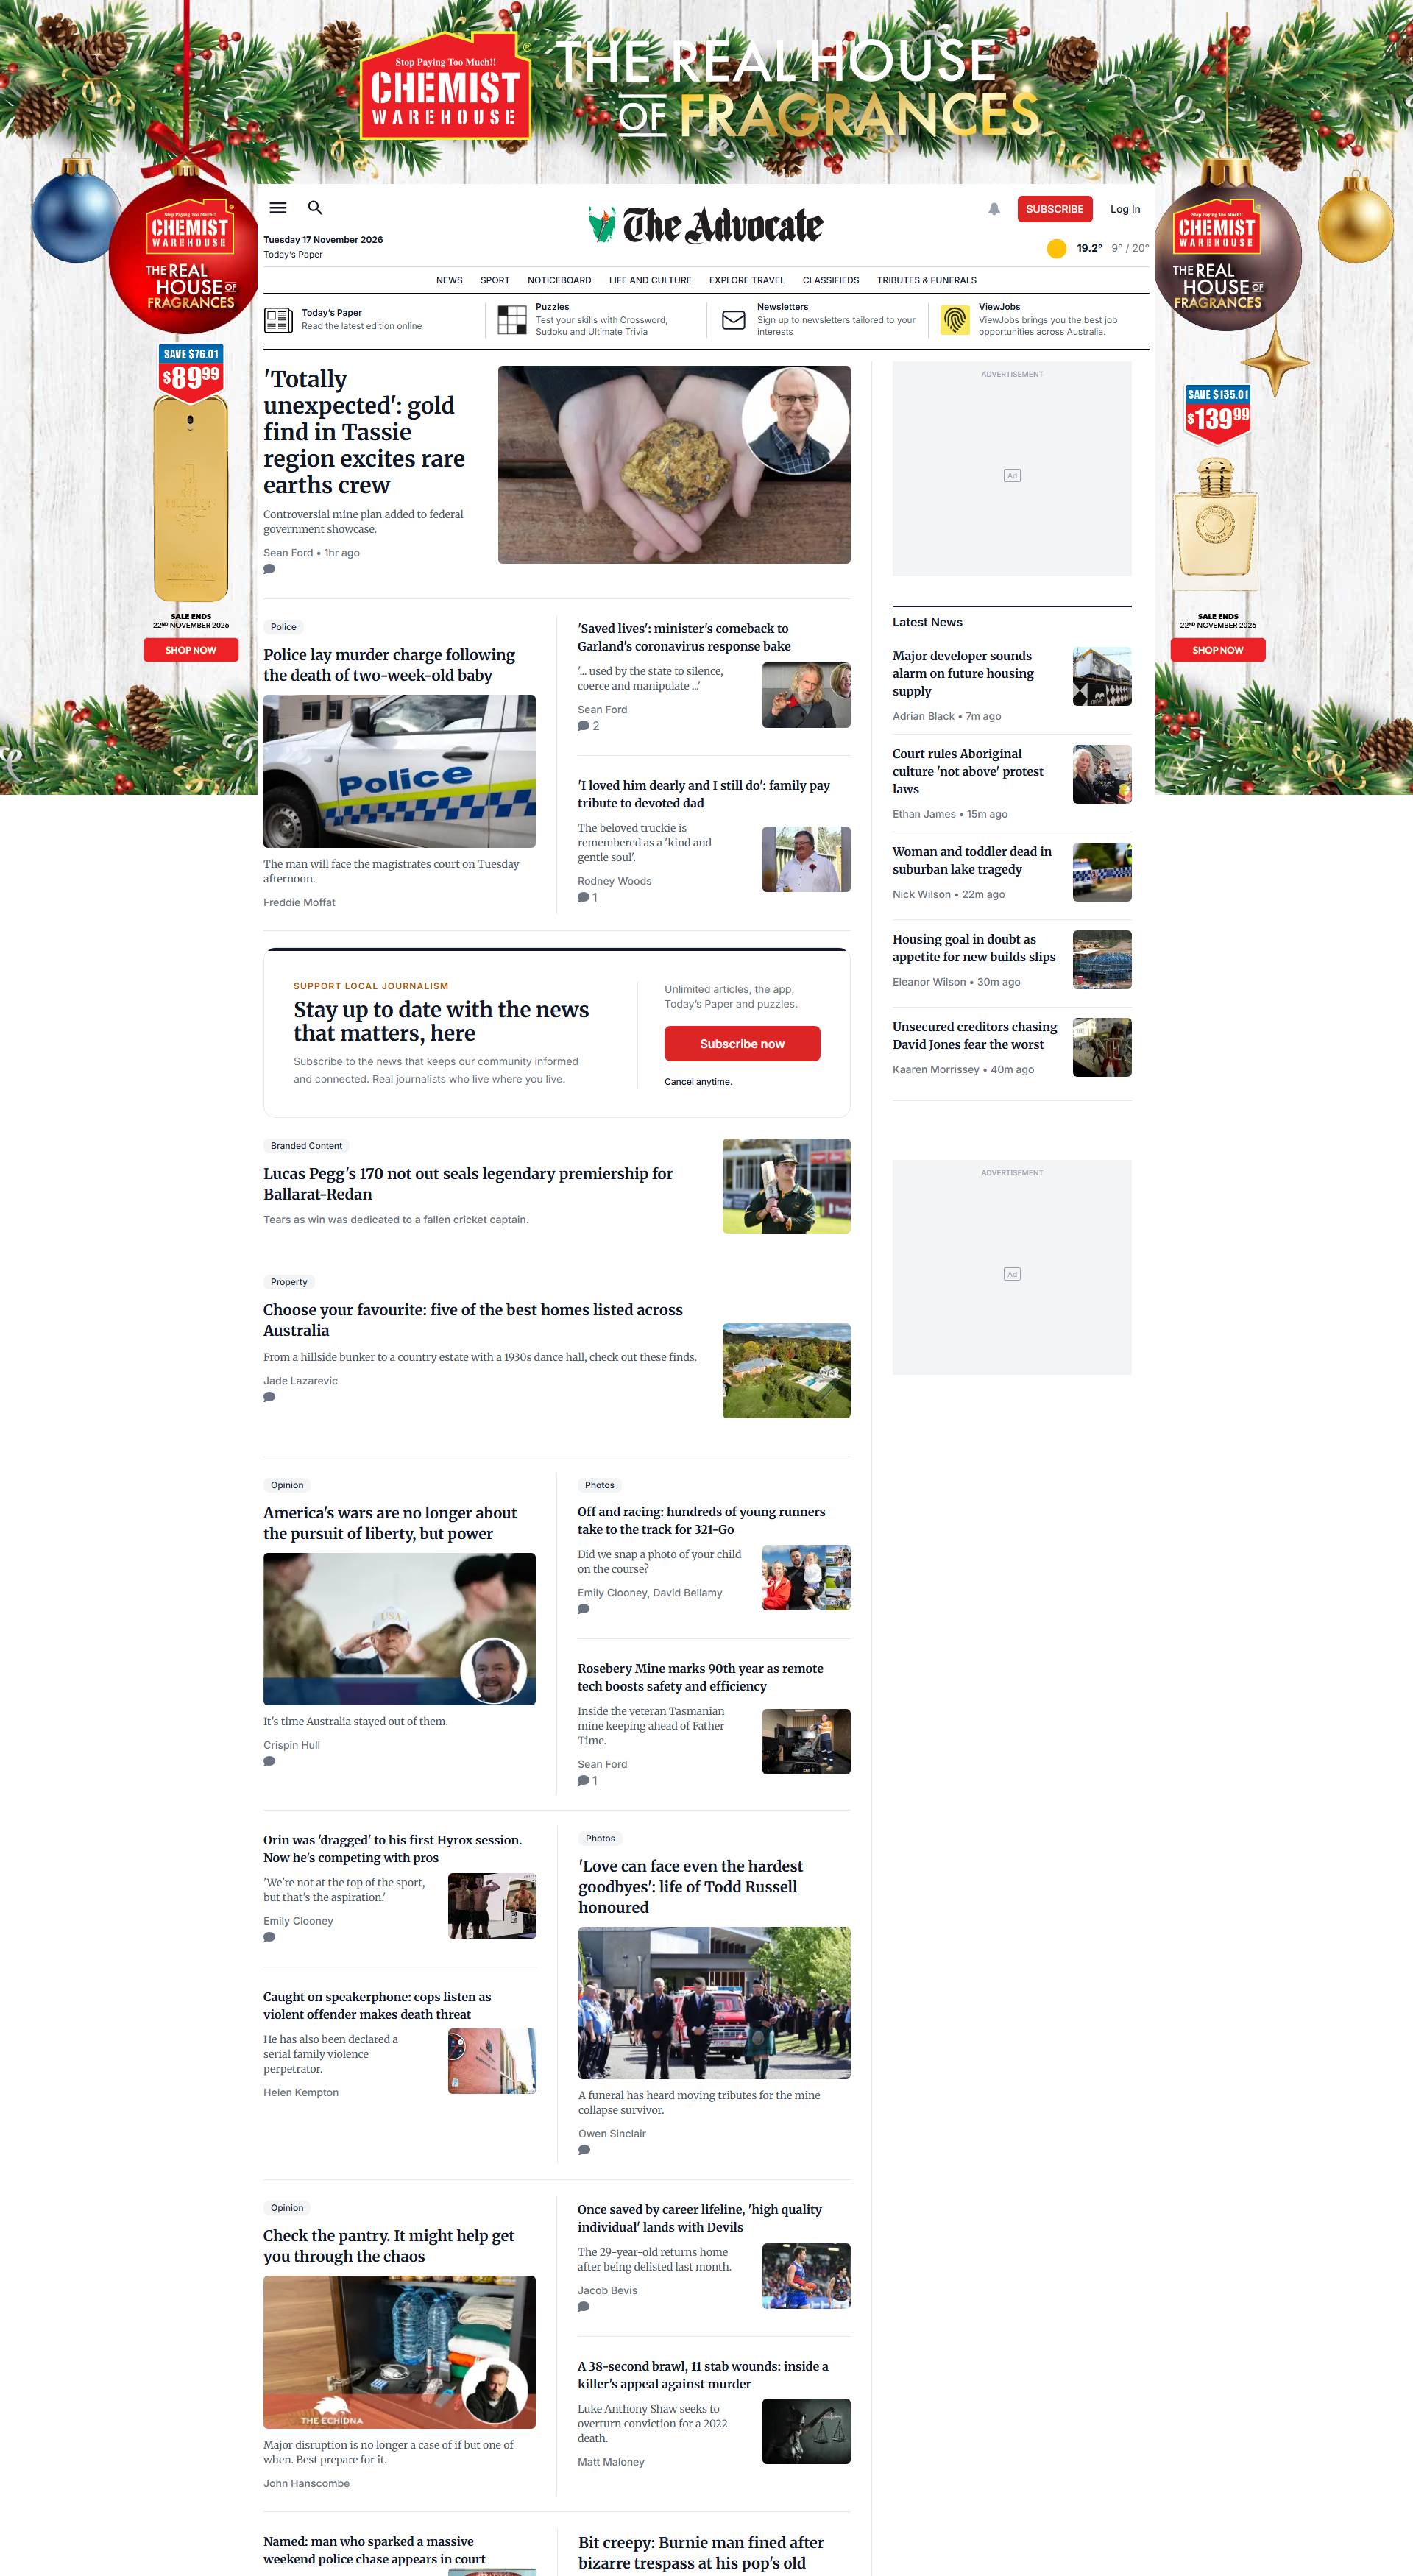 Stop Paying Too Much!!
CHEMIST
WAREHOUSE
®
THE REAL HOUSE
OF FRAGRANCES
Stop Paying Too Much!!
CHEMIST
WAREHOUSE
THE REAL
HOUSE OF
FRAGRANCES
SAVE $76.01
$89.99
SALE ENDS
22ND NOVEMBER 2026
SHOP NOW
Stop Paying Too Much!!
CHEMIST
WAREHOUSE
THE REAL
HOUSE OF
FRAGRANCES
SAVE $135.01
$139.99
SALE ENDS
22ND NOVEMBER 2026
SHOP NOW
The Advocate
SUBSCRIBE
Log In
Tuesday 17 November 2026
Today's Paper
19.2° 9° / 20°
NEWS SPORT NOTICEBOARD LIFE AND CULTURE EXPLORE TRAVEL CLASSIFIEDS TRIBUTES & FUNERALS
Today's Paper
Read the latest edition online
Puzzles
Test your skills with Crossword,
Sudoku and Ultimate Trivia
Newsletters
Sign up to newsletters tailored to your
interests
ViewJobs
ViewJobs brings you the best job
opportunities across Australia.
'Totally
unexpected': gold
find in Tassie
region excites rare
earths crew
Controversial mine plan added to federal
government showcase.
Sean Ford • 1hr ago
Police
Police lay murder charge following
the death of two-week-old baby
Police
The man will face the magistrates court on Tuesday
afternoon.
Freddie Moffat
'Saved lives': minister's comeback to
Garland's coronavirus response bake
'... used by the state to silence,
coerce and manipulate ...'
Sean Ford
2
'I loved him dearly and I still do': family pay
tribute to devoted dad
The beloved truckie is
remembered as a 'kind and
gentle soul'.
Rodney Woods
1
SUPPORT LOCAL JOURNALISM
Stay up to date with the news
that matters, here
Subscribe to the news that keeps our community informed
and connected. Real journalists who live where you live.
Unlimited articles, the app,
Today's Paper and puzzles.
Subscribe now
Cancel anytime.
Branded Content
Lucas Pegg's 170 not out seals legendary premiership for
Ballarat-Redan
Tears as win was dedicated to a fallen cricket captain.
Property
Choose your favourite: five of the best homes listed across
Australia
From a hillside bunker to a country estate with a 1930s dance hall, check out these finds.
Jade Lazarevic
Opinion
America's wars are no longer about
the pursuit of liberty, but power
USA
It's time Australia stayed out of them.
Crispin Hull
Photos
Off and racing: hundreds of young runners
take to the track for 321-Go
Did we snap a photo of your child
on the course?
Emily Clooney, David Bellamy
Rosebery Mine marks 90th year as remote
tech boosts safety and efficiency
Inside the veteran Tasmanian
mine keeping ahead of Father
Time.
Sean Ford
1
Orin was 'dragged' to his first Hyrox session.
Now he's competing with pros
'We're not at the top of the sport,
but that's the aspiration.'
Emily Clooney
Caught on speakerphone: cops listen as
violent offender makes death threat
He has also been declared a
serial family violence
perpetrator.
Helen Kempton
Photos
'Love can face even the hardest
goodbyes': life of Todd Russell
honoured
A funeral has heard moving tributes for the mine
collapse survivor.
Owen Sinclair
Opinion
Check the pantry. It might help get
you through the chaos
THE ECHIDNA
Major disruption is no longer a case of if but one of
when. Best prepare for it.
John Hanscombe
Once saved by career lifeline, 'high quality
individual' lands with Devils
The 29-year-old returns home
after being delisted last month.
Jacob Bevis
A 38-second brawl, 11 stab wounds: inside a
killer's appeal against murder
Luke Anthony Shaw seeks to
overturn conviction for a 2022
death.
Matt Maloney
Named: man who sparked a massive
weekend police chase appears in court
Bit creepy: Burnie man fined after
bizarre trespass at his pop's old
ADVERTISEMENT
Ad
Latest News
Major developer sounds
alarm on future housing
supply
Adrian Black • 7m ago
Court rules Aboriginal
culture 'not above' protest
laws
Ethan James • 15m ago
Woman and toddler dead in
suburban lake tragedy
Nick Wilson • 22m ago
Housing goal in doubt as
appetite for new builds slips
Eleanor Wilson • 30m ago
Unsecured creditors chasing
David Jones fear the worst
Kaaren Morrissey • 40m ago
ADVERTISEMENT
Ad